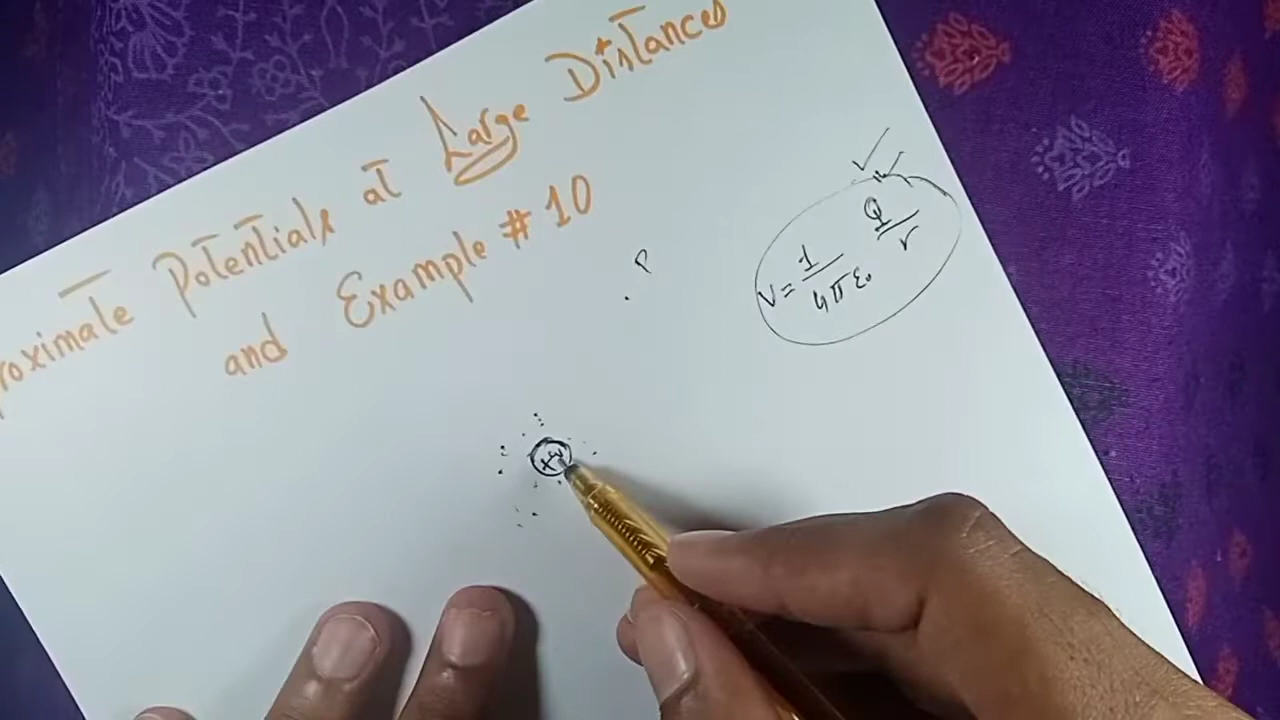 roximate Potentials at Large Distances
and Example # 10
P
V = 1/4πε₀ Q/r
+q